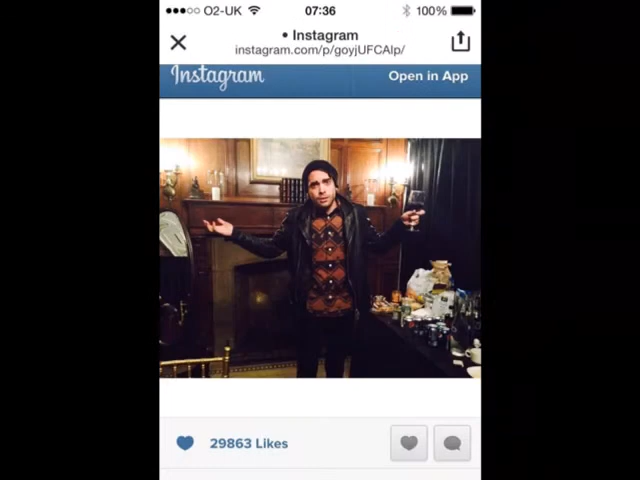 O2-UK 07:36 100%
• Instagram
instagram.com/p/goyjUFCAlp/
Instagram Open in App
29863 Likes